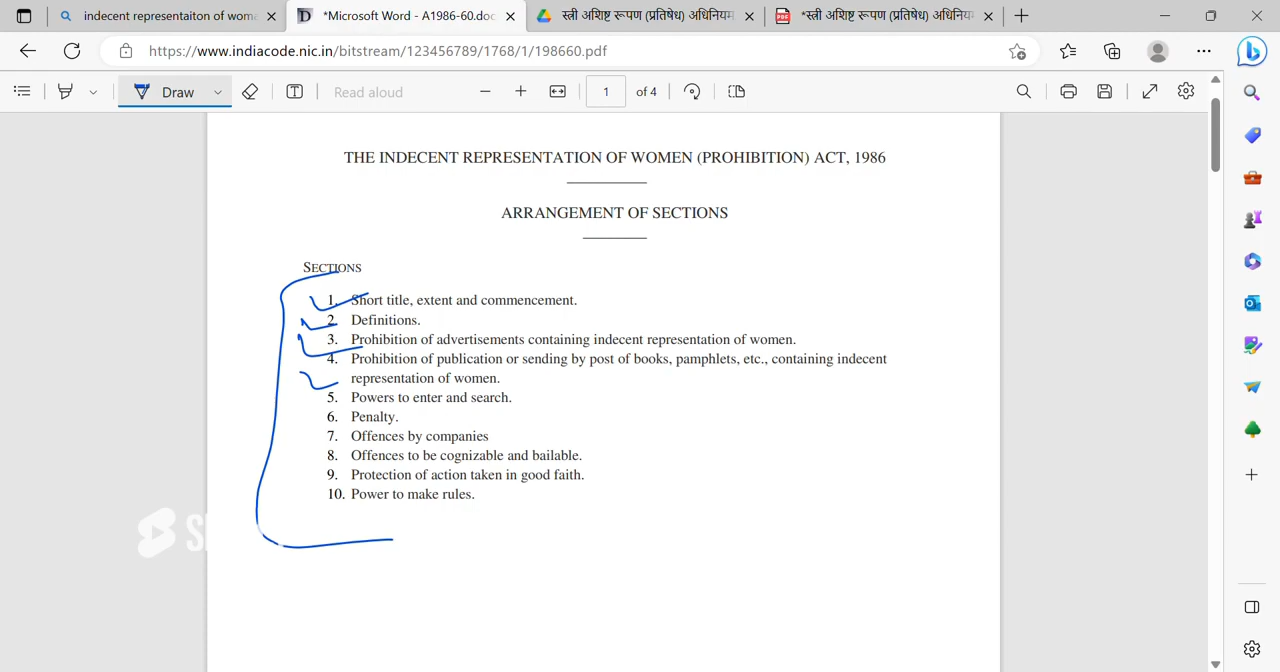 indecent representaiton of wom
*Microsoft Word - A1986-60.doc
स्त्री अशिष्ट रूपण (प्रतिषेध) अधिनियम
*स्त्री अशिष्ट रूपण (प्रतिषेध) अधिनियम
https://www.indiacode.nic.in/bitstream/123456789/1768/1/198660.pdf
Draw
Read aloud
1
of 4
THE INDECENT REPRESENTATION OF WOMEN (PROHIBITION) ACT, 1986
ARRANGEMENT OF SECTIONS
SECTIONS
1. Short title, extent and commencement.
2. Definitions.
3. Prohibition of advertisements containing indecent representation of women.
4. Prohibition of publication or sending by post of books, pamphlets, etc., containing indecent
representation of women.
5. Powers to enter and search.
6. Penalty.
7. Offences by companies
8. Offences to be cognizable and bailable.
9. Protection of action taken in good faith.
10. Power to make rules.